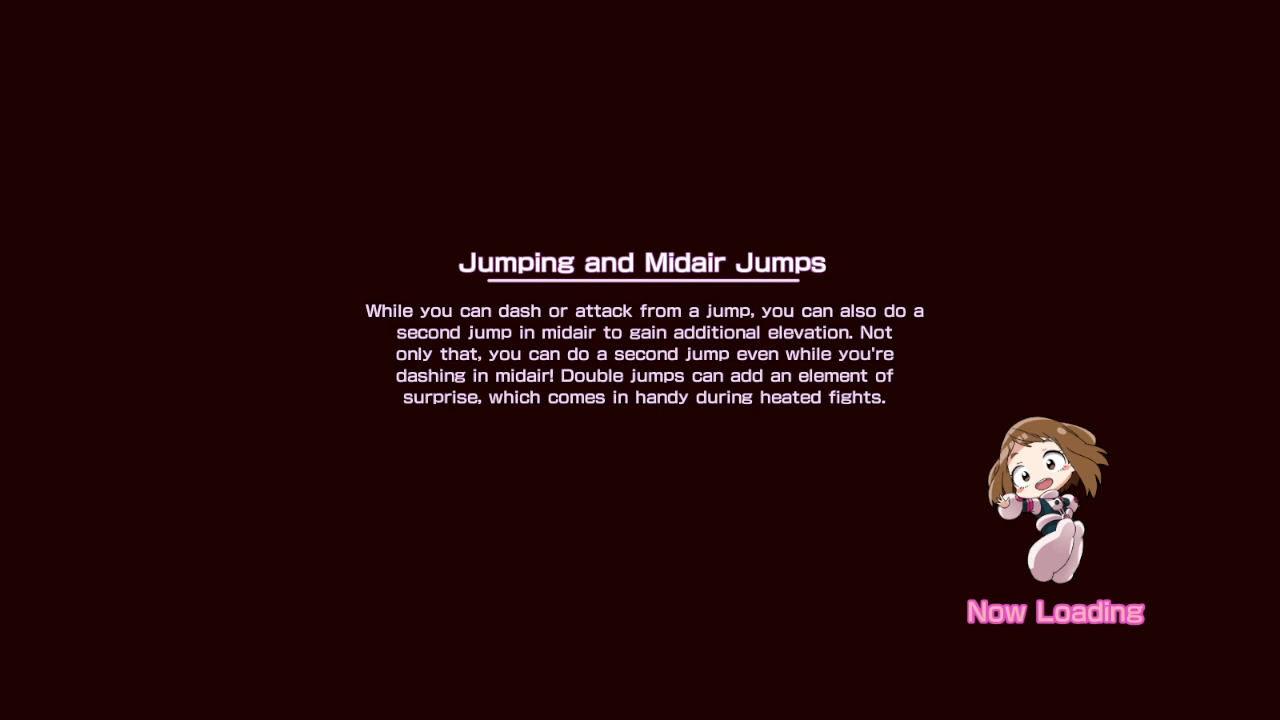 Jumping and Midair Jumps
While you can dash or attack from a jump, you can also do a
second jump in midair to gain additional elevation. Not
only that, you can do a second jump even while you're
dashing in midair! Double jumps can add an element of
surprise, which comes in handy during heated fights.
Now Loading